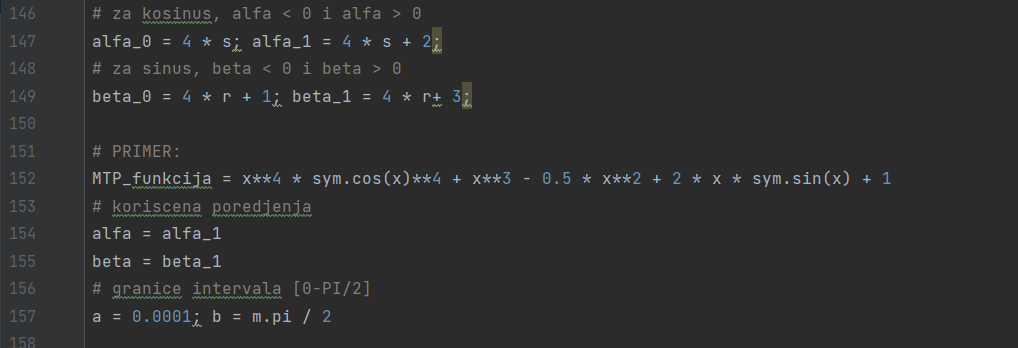 146 # za kosinus, alfa < 0 i alfa > 0
147 alfa_0 = 4 * s; alfa_1 = 4 * s + 2;
148 # za sinus, beta < 0 i beta > 0
149 beta_0 = 4 * r + 1; beta_1 = 4 * r+ 3;
150
151 # PRIMER:
152 MTP_funkcija = x**4 * sym.cos(x)**4 + x**3 - 0.5 * x**2 + 2 * x * sym.sin(x) + 1
153 # koriscena poredjenja
154 alfa = alfa_1
155 beta = beta_1
156 # granice intervala [0-PI/2]
157 a = 0.0001; b = m.pi / 2
158